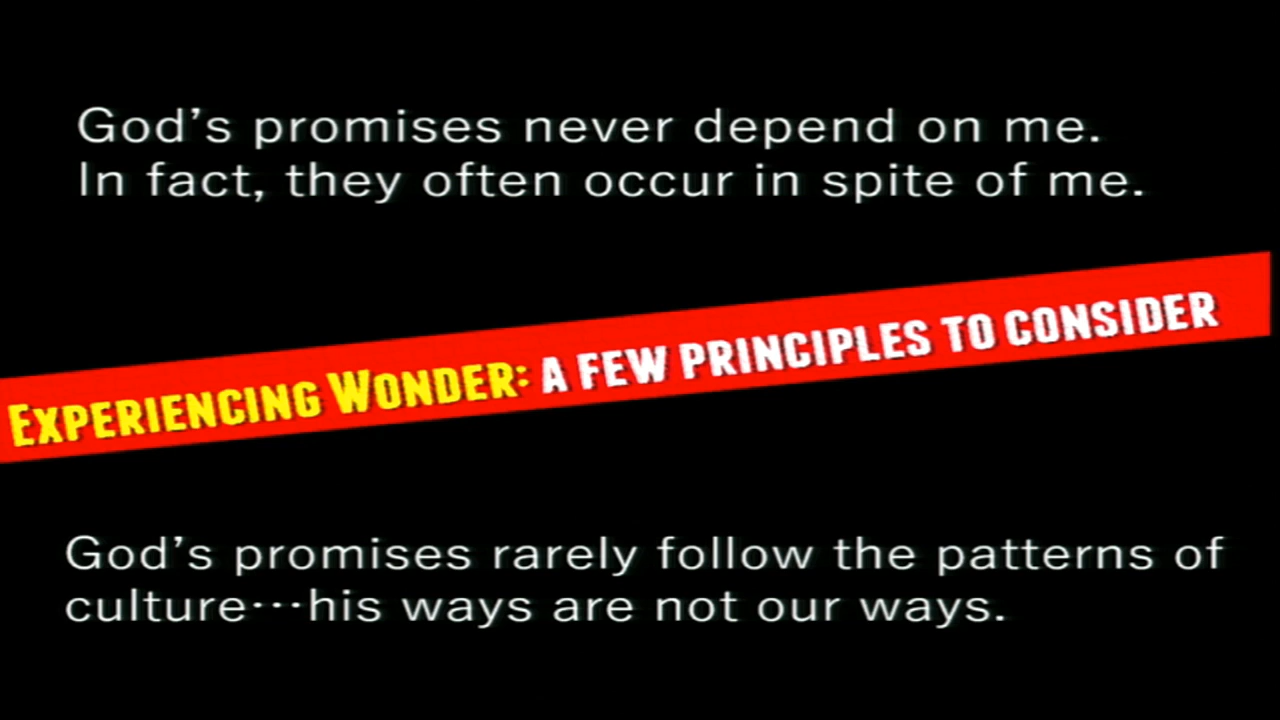 God's promises never depend on me.
In fact, they often occur in spite of me.
Experiencing Wonder: a few principles to consider
God's promises rarely follow the patterns of
culture···his ways are not our ways.